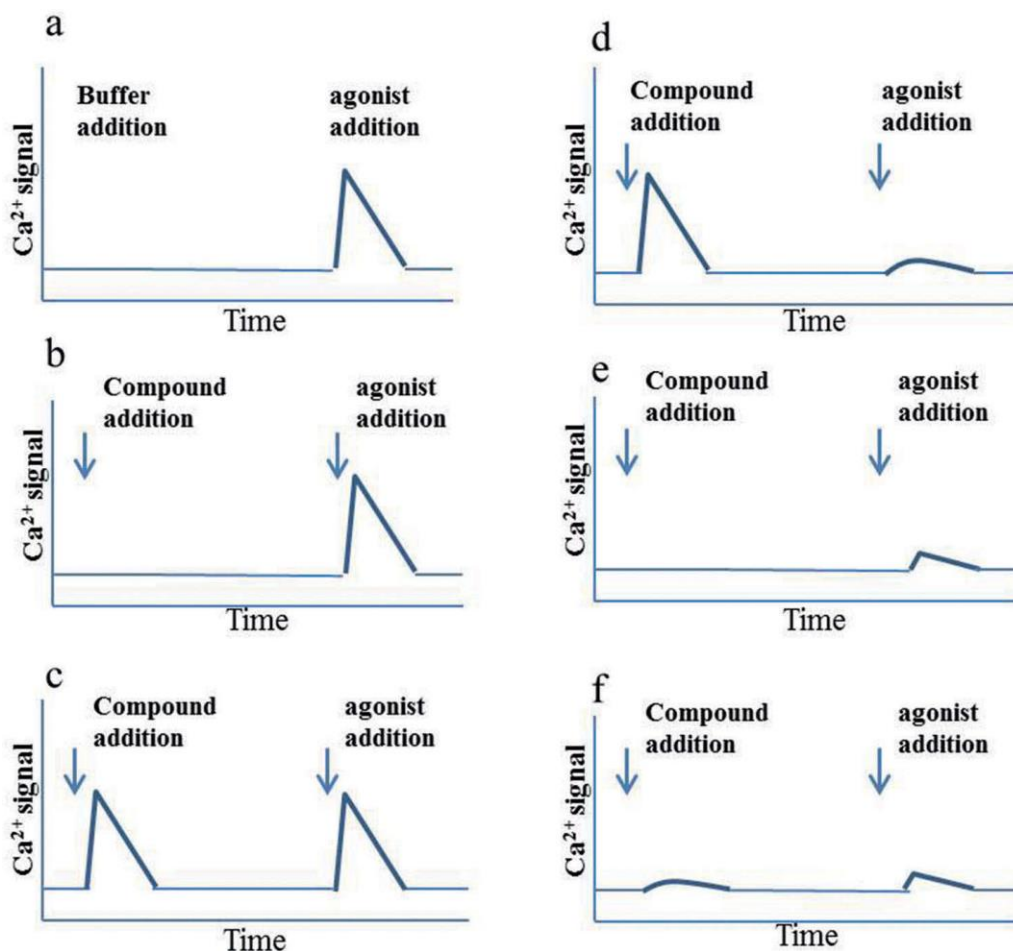 a
Buffer
addition
agonist
addition
Ca²⁺ signal
Time
b
Compound
addition
agonist
addition
Ca²⁺ signal
Time
c
Compound
addition
agonist
addition
Ca²⁺ signal
Time
d
Compound
addition
agonist
addition
Ca²⁺ signal
Time
e
Compound
addition
agonist
addition
Ca²⁺ signal
Time
f
Compound
addition
agonist
addition
Ca²⁺ signal
Time